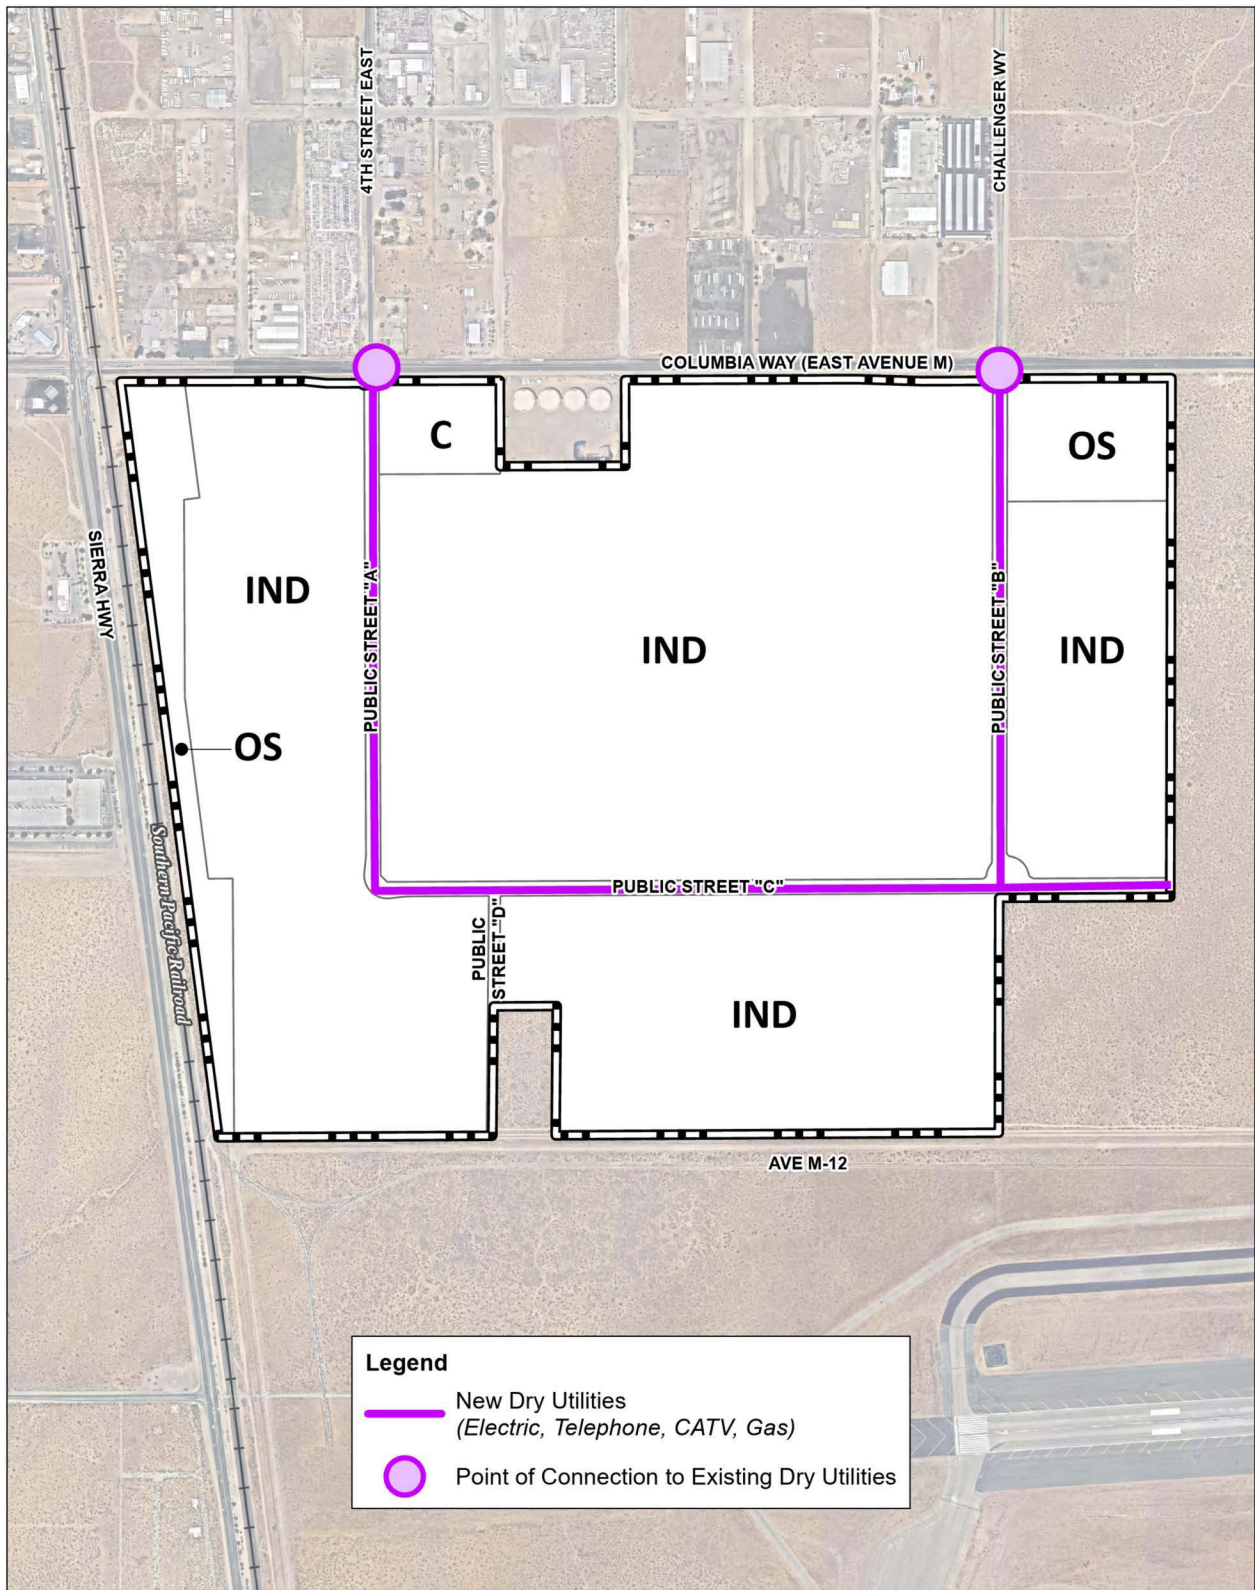 4TH STREET EAST
CHALLENGER WY
COLUMBIA WAY (EAST AVENUE M)
C
OS
SIERRA HWY
IND
PUBLIC STREET "A"
IND
PUBLIC STREET "B"
IND
OS
Southern Pacific Railroad
PUBLIC STREET "C"
PUBLIC
STREET "D"
IND
AVE M-12
Legend
New Dry Utilities
(Electric, Telephone, CATV, Gas)
Point of Connection to Existing Dry Utilities